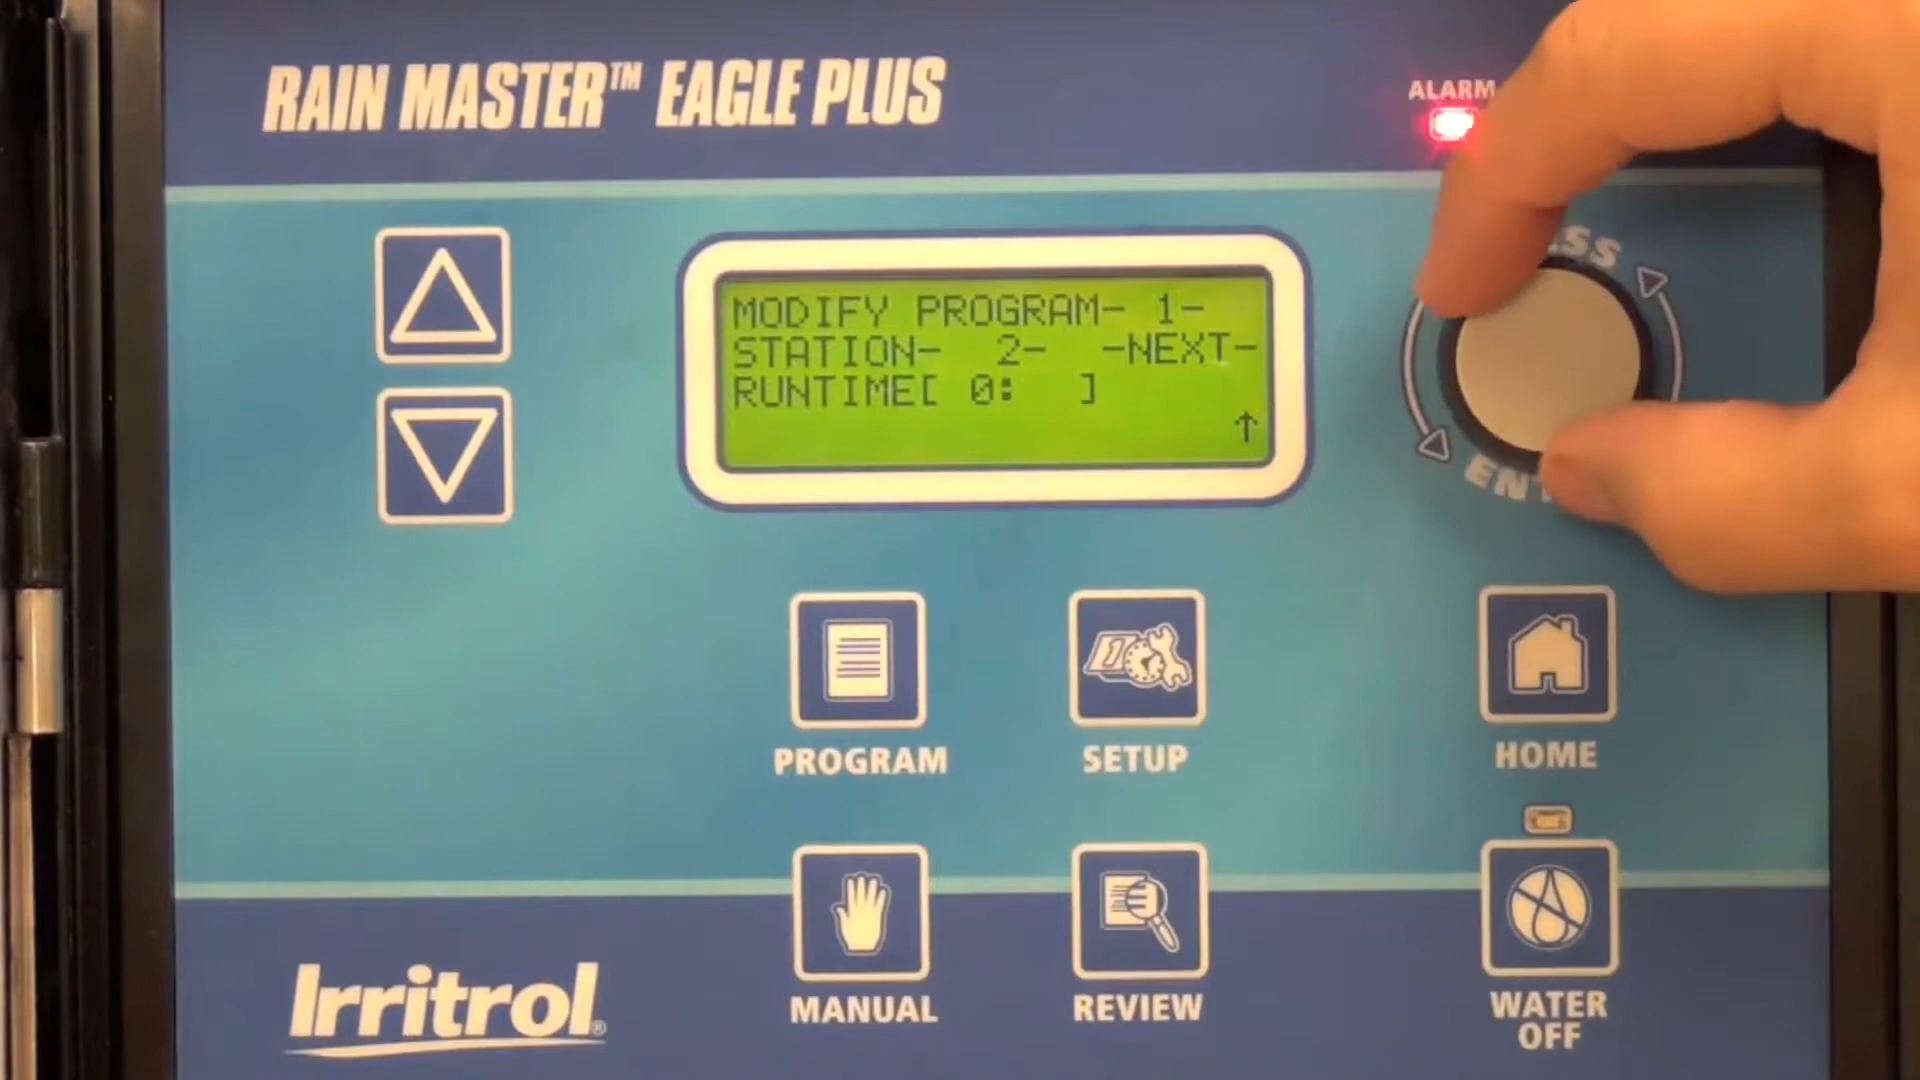 RAIN MASTER™ EAGLE PLUS
ALARM
MODIFY PROGRAM- 1-
STATION- 2- -NEXT-
RUNTIME[ 0: ]
↑
PROGRAM
SETUP
HOME
MANUAL
REVIEW
WATER
OFF
Irritrol®